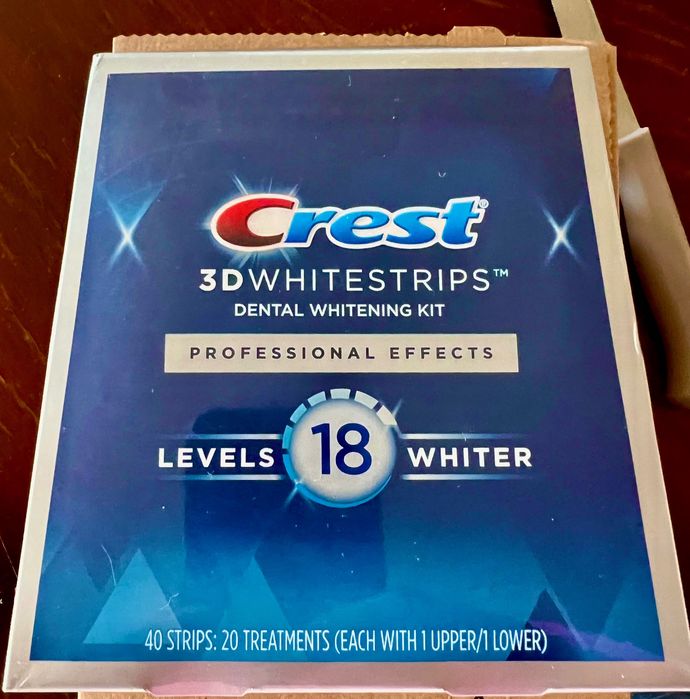 Crest®
3DWHITESTRIPS™
DENTAL WHITENING KIT
PROFESSIONAL EFFECTS
LEVELS 18 WHITER
40 STRIPS: 20 TREATMENTS (EACH WITH 1 UPPER/1 LOWER)